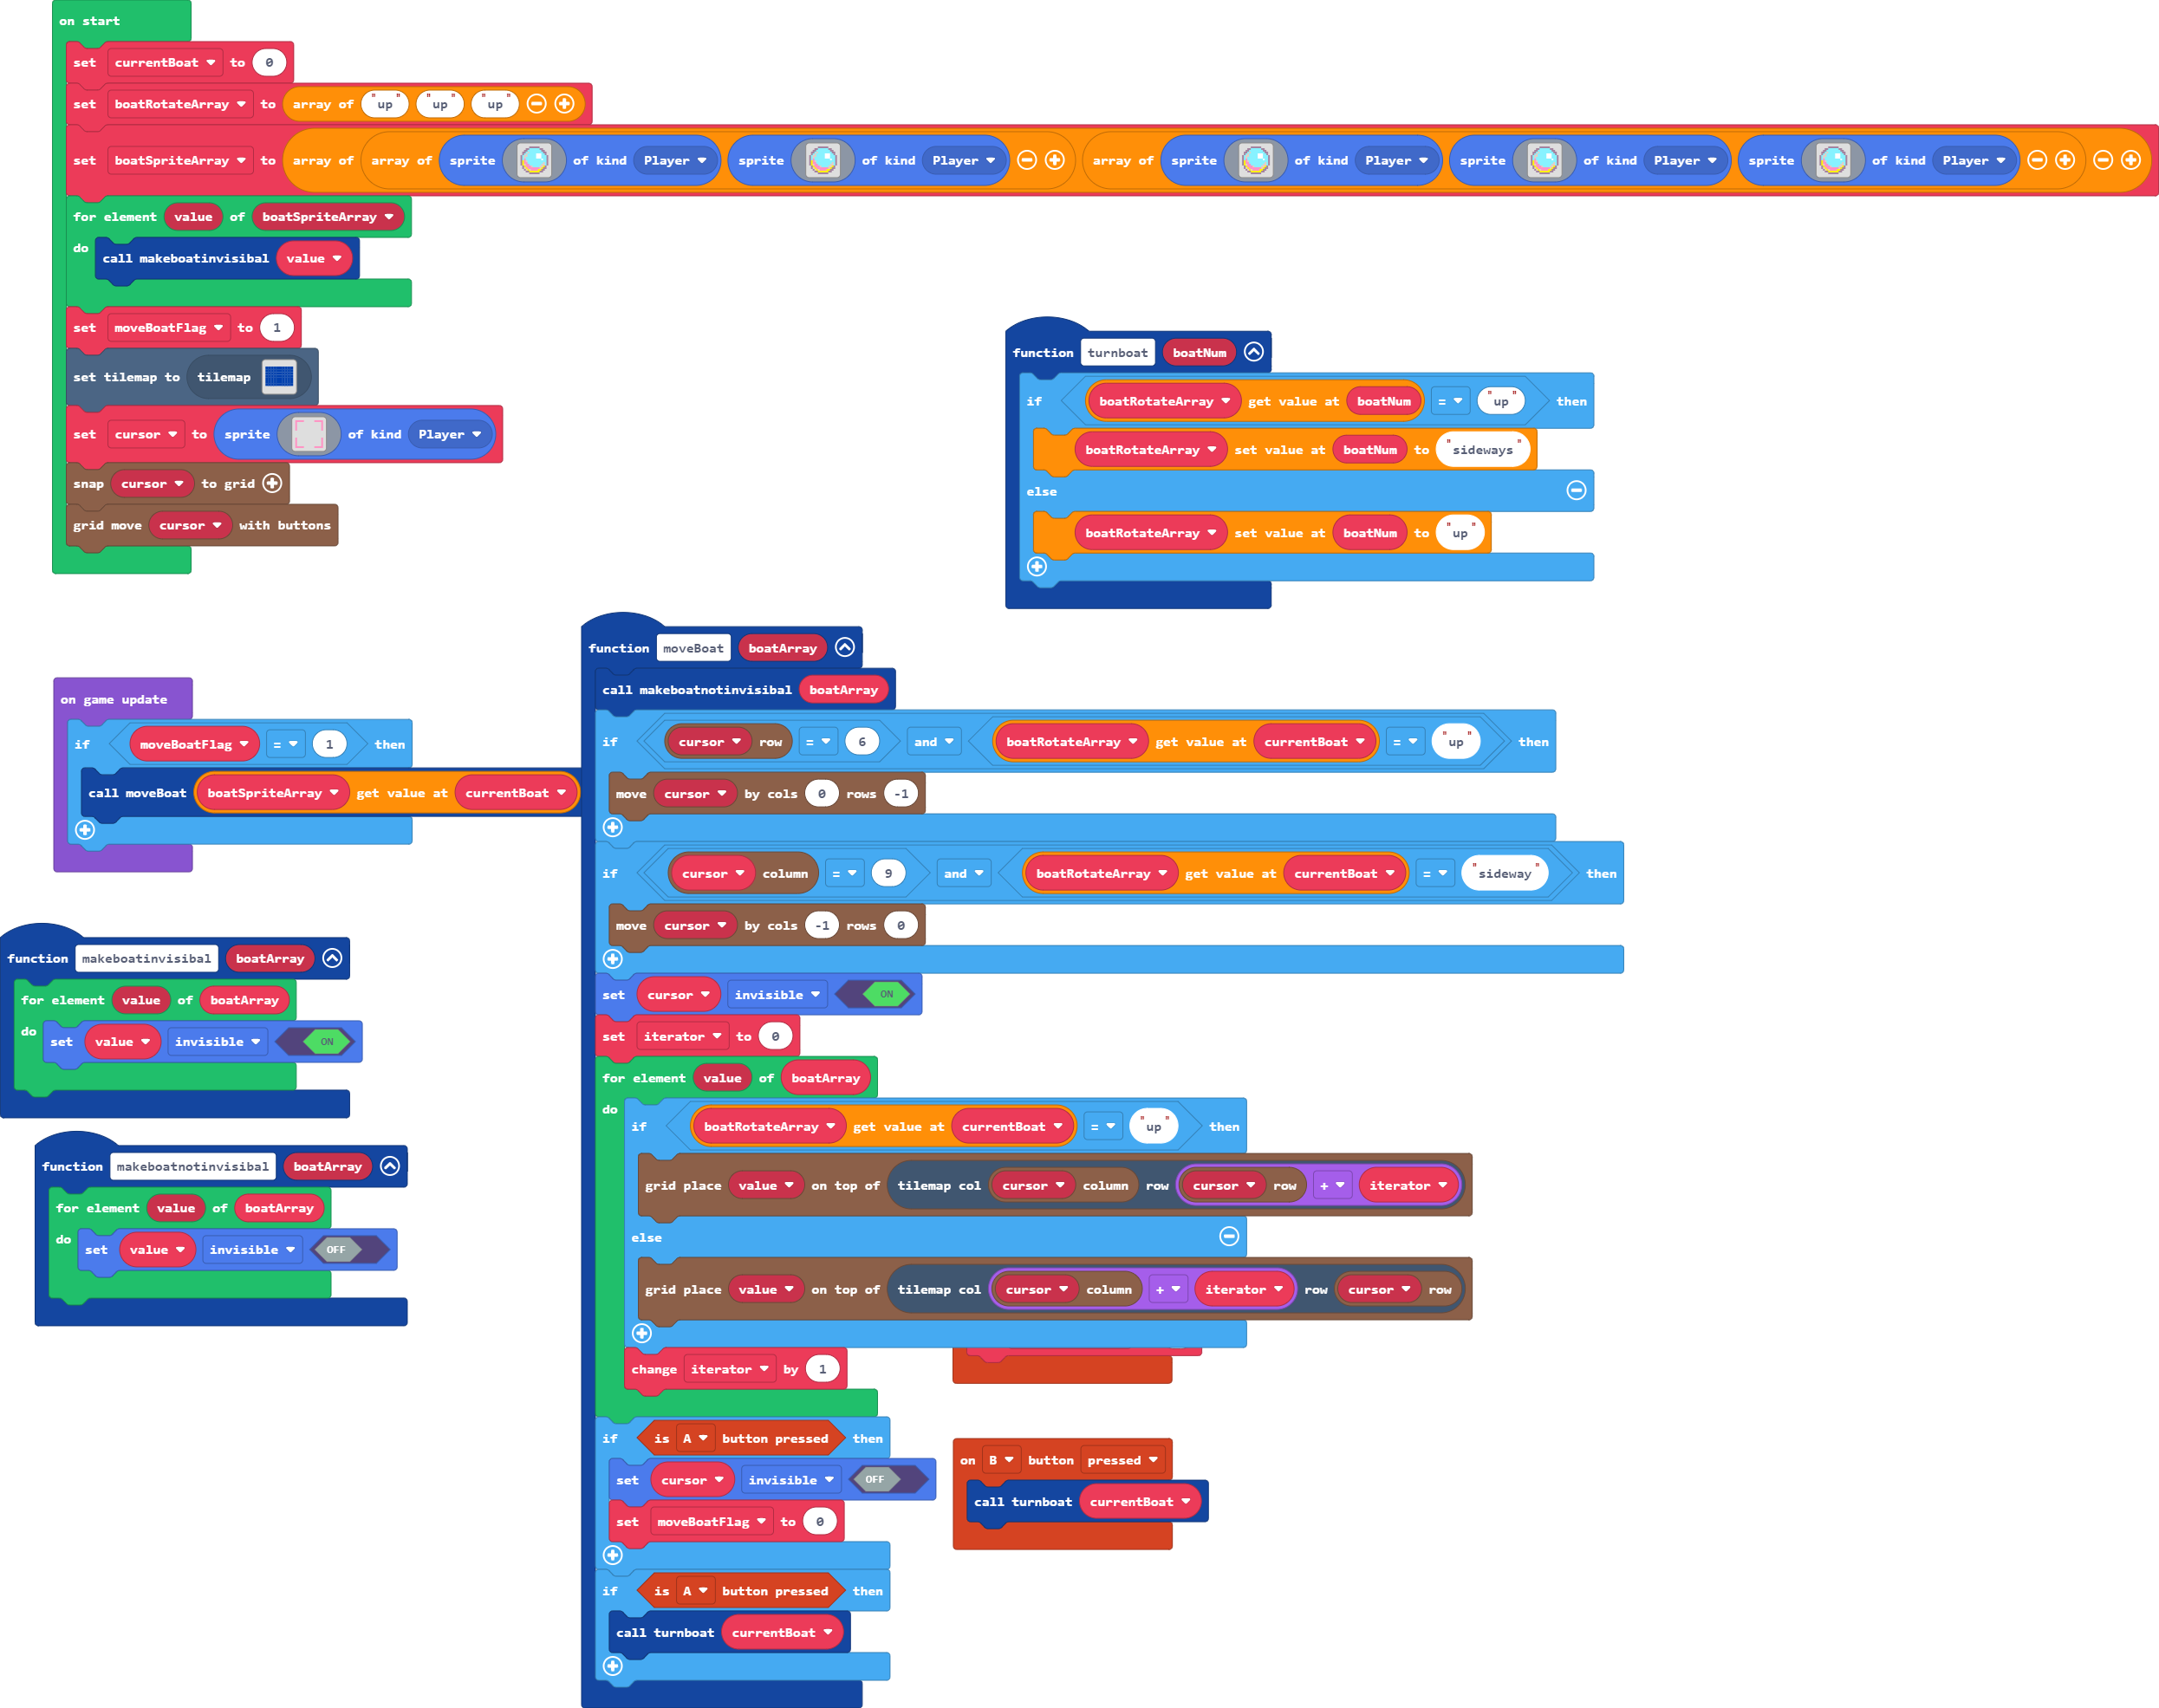 on start
set currentBoat to 0
set boatRotateArray to array of "up" "up" "up"
set boatSpriteArray to array of array of sprite of kind Player sprite of kind Player array of sprite of kind Player sprite of kind Player sprite of kind Player
for element value of boatSpriteArray
do call makeboatinvisibal value
set moveBoatFlag to 1
set tilemap to tilemap
set cursor to sprite of kind Player
snap cursor to grid
grid move cursor with buttons
function turnboat boatNum
if boatRotateArray get value at boatNum = "up" then
boatRotateArray set value at boatNum to "sideways"
else
boatRotateArray set value at boatNum to "up"
on game update
if moveBoatFlag = 1 then
call moveBoat boatSpriteArray get value at currentBoat
function makeboatinvisibal boatArray
for element value of boatArray
do set value invisible ON
function makeboatnotinvisibal boatArray
for element value of boatArray
do set value invisible OFF
function moveBoat boatArray
call makeboatnotinvisibal boatArray
if cursor row = 6 and boatRotateArray get value at currentBoat = "up" then
move cursor by cols 0 rows -1
if cursor column = 9 and boatRotateArray get value at currentBoat = "sideway" then
move cursor by cols -1 rows 0
set cursor invisible ON
set iterator to 0
for element value of boatArray
do if boatRotateArray get value at currentBoat = "up" then
grid place value on top of tilemap col cursor column row cursor row + iterator
else
grid place value on top of tilemap col cursor column + iterator row cursor row
change iterator by 1
if is A button pressed then
set cursor invisible OFF
set moveBoatFlag to 0
if is A button pressed then
call turnboat currentBoat
on B button pressed
call turnboat currentBoat